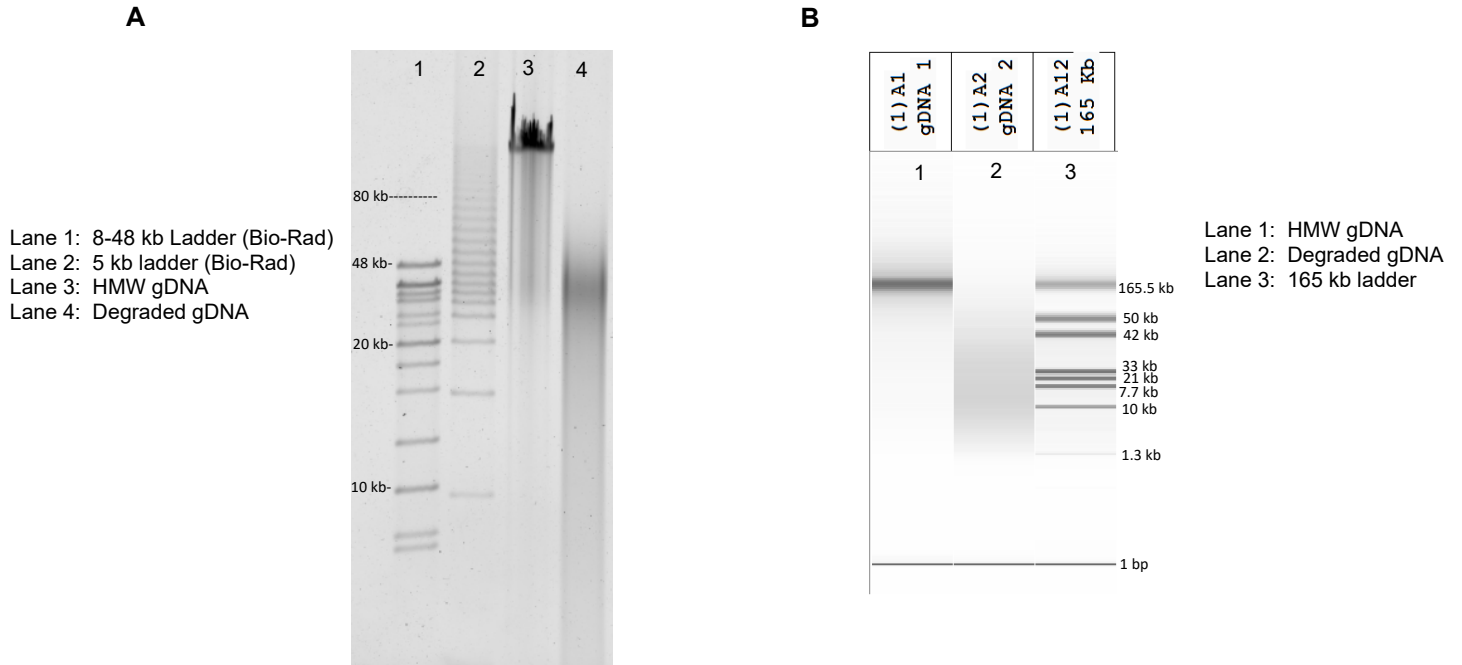 A
B
1 2 3 4
80 kb----------
48 kb-
20 kb-
10 kb-
Lane 1: 8-48 kb Ladder (Bio-Rad)
Lane 2: 5 kb ladder (Bio-Rad)
Lane 3: HMW gDNA
Lane 4: Degraded gDNA
(1)A1
gDNA 1
(1)A2
gDNA 2
(1)A12
165 Kb
1 2 3
165.5 kb
50 kb
42 kb
33 kb
21 kb
7.7 kb
10 kb
1.3 kb
1 bp
Lane 1: HMW gDNA
Lane 2: Degraded gDNA
Lane 3: 165 kb ladder